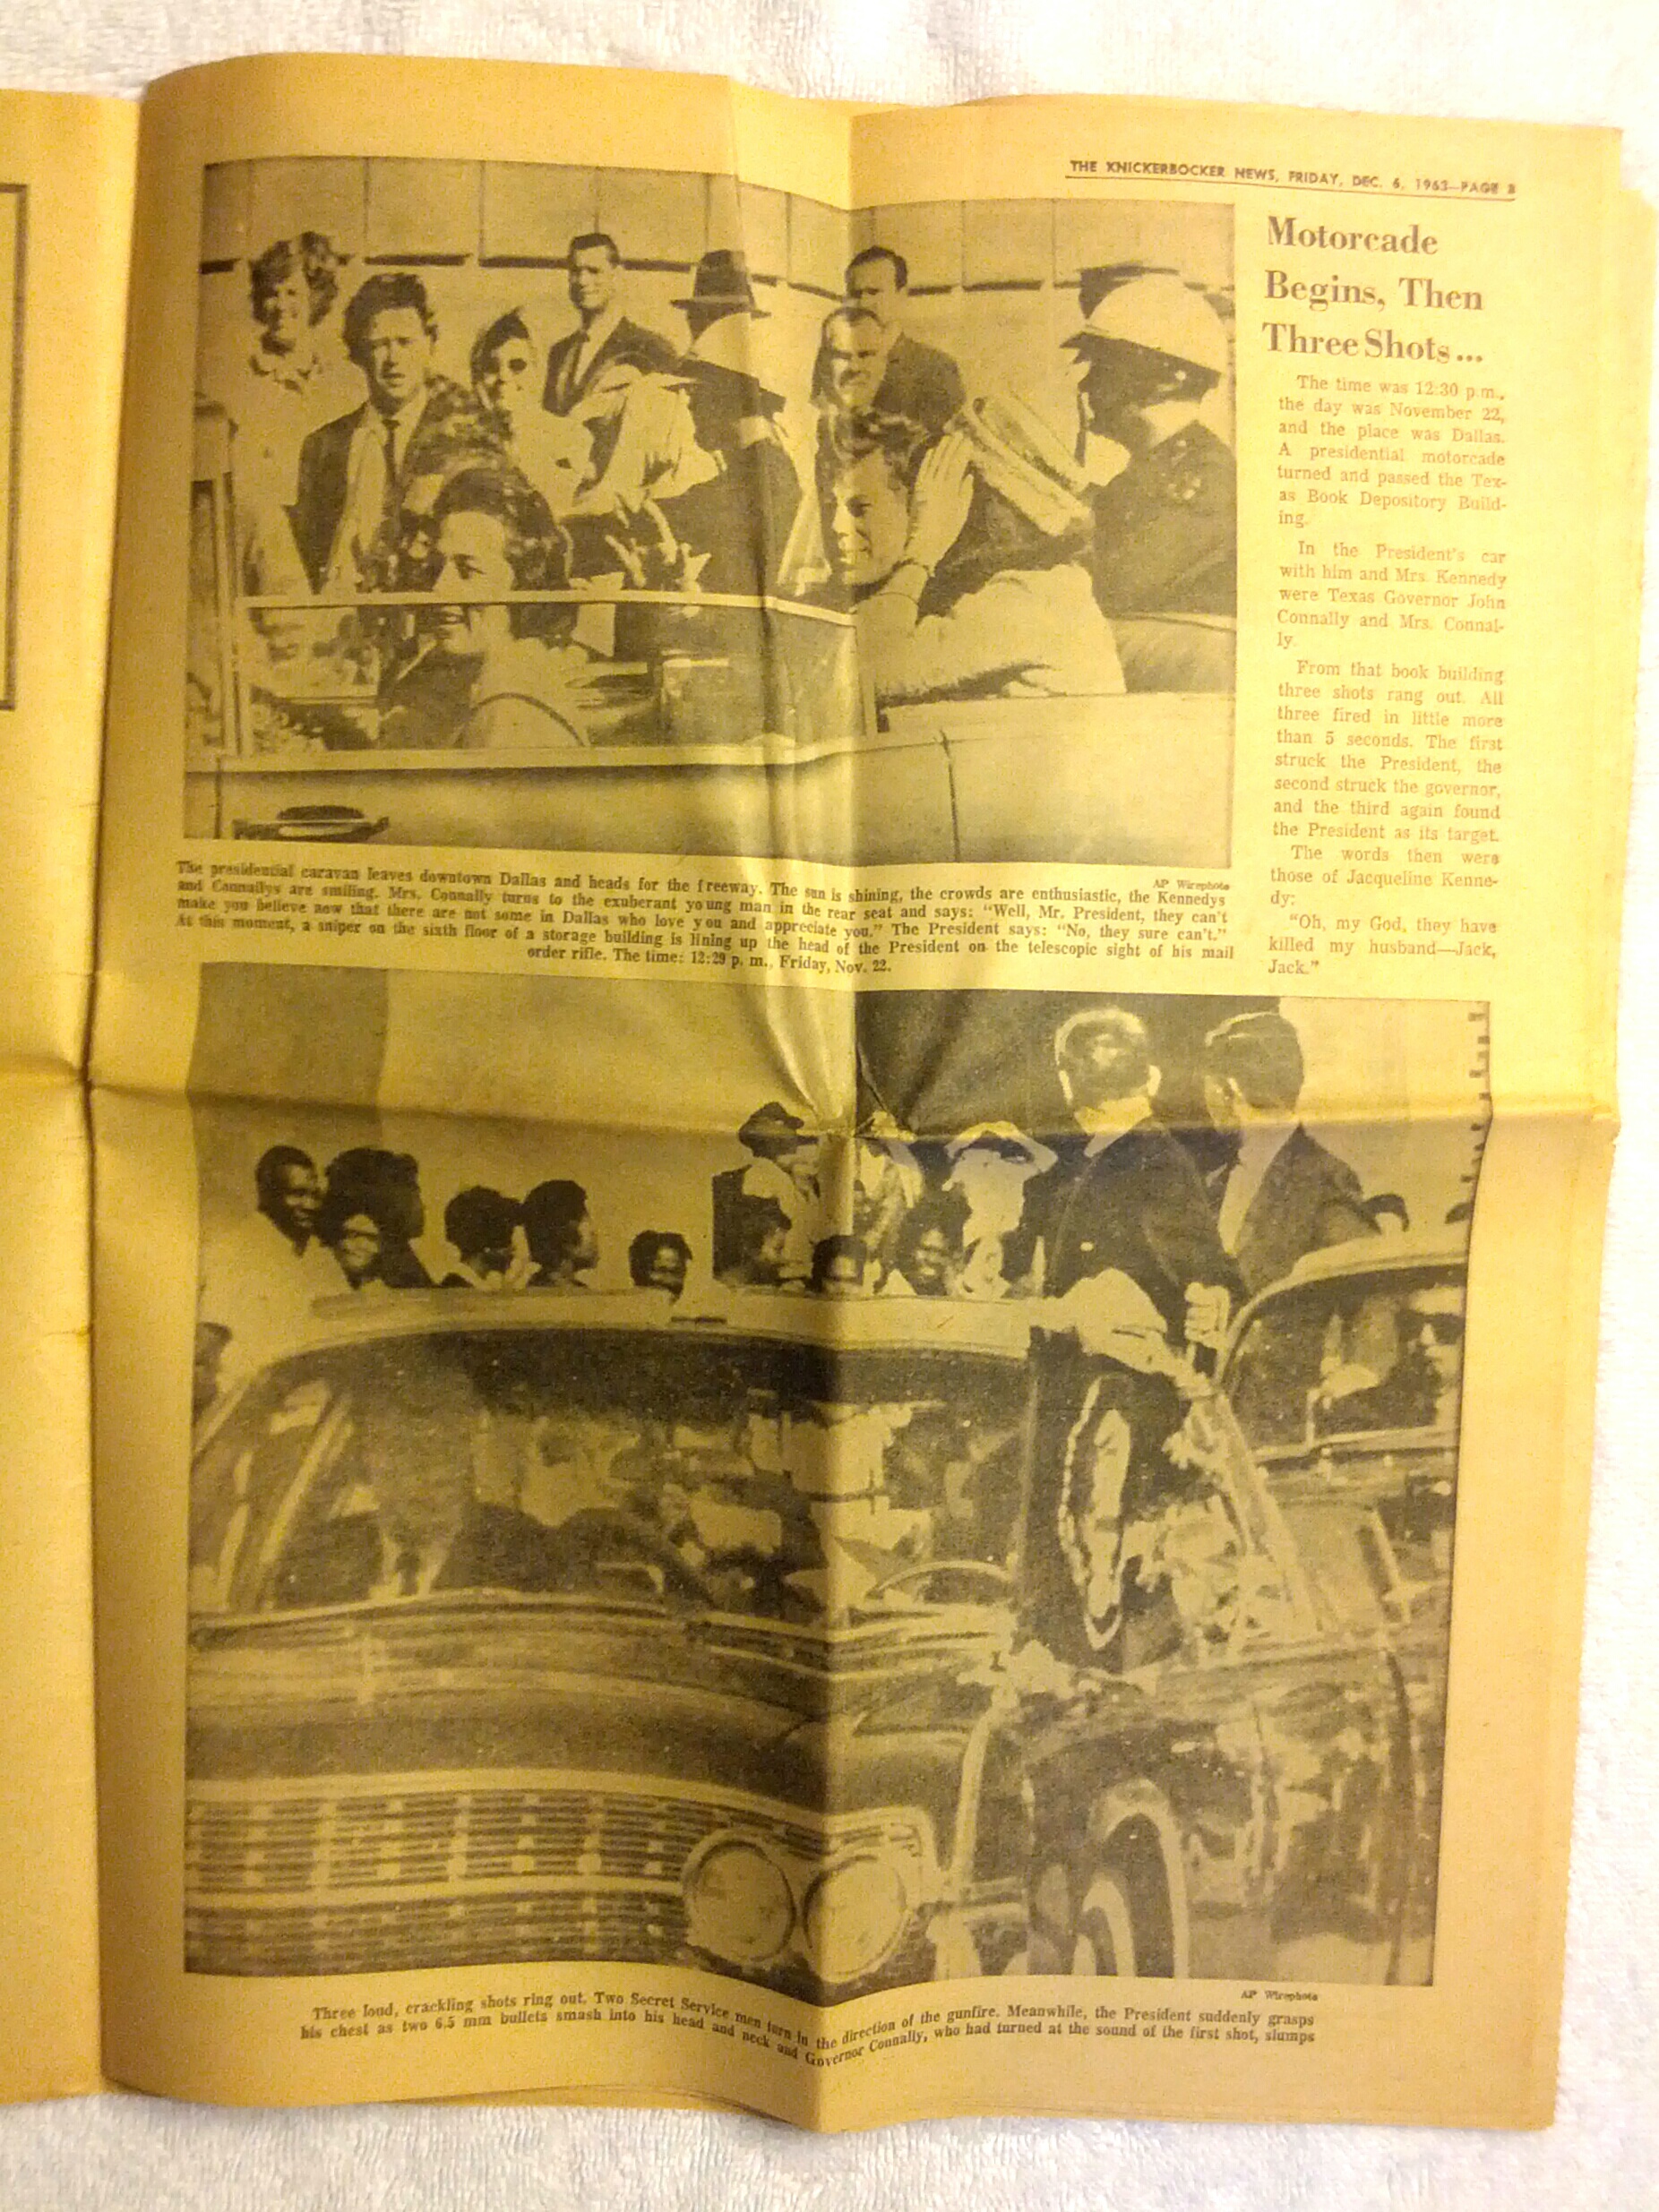 THE KNICKERBOCKER NEWS, FRIDAY, DEC. 6, 1963—PAGE 3
Motorcade
Begins, Then
Three Shots...
The time was 12:30 p.m.,
the day was November 22,
and the place was Dallas.
A presidential motorcade
turned and passed the Tex-
as Book Depository Build-
ing.
In the President's car
with him and Mrs. Kennedy
were Texas Governor John
Connally and Mrs. Connal-
ly.
From that book building
three shots rang out. All
three fired in little more
than 5 seconds. The first
struck the President, the
second struck the governor,
and the third again found
the President as its target.
The words then were
those of Jacqueline Kenne-
dy:
"Oh, my God, they have
killed my husband—Jack,
Jack."
AP Wirephoto
The presidential caravan leaves downtown Dallas and heads for the freeway. The sun is shining, the crowds are enthusiastic, the Kennedys
and Connallys are smiling. Mrs. Connally turns to the exuberant young man in the rear seat and says: "Well, Mr. President, they can't
make you believe now that there are not some in Dallas who love you and appreciate you." The President says: "No, they sure can't."
At this moment, a sniper on the sixth floor of a storage building is lining up the head of the President on the telescopic sight of his mail
order rifle. The time: 12:29 p. m., Friday, Nov. 22.
AP Wirephoto
Three loud, crackling shots ring out. Two Secret Service men turn in the direction of the gunfire. Meanwhile, the President suddenly grasps
his chest as two 6.5 mm bullets smash into his head and neck and Governor Connally, who had turned at the sound of the first shot, slumps